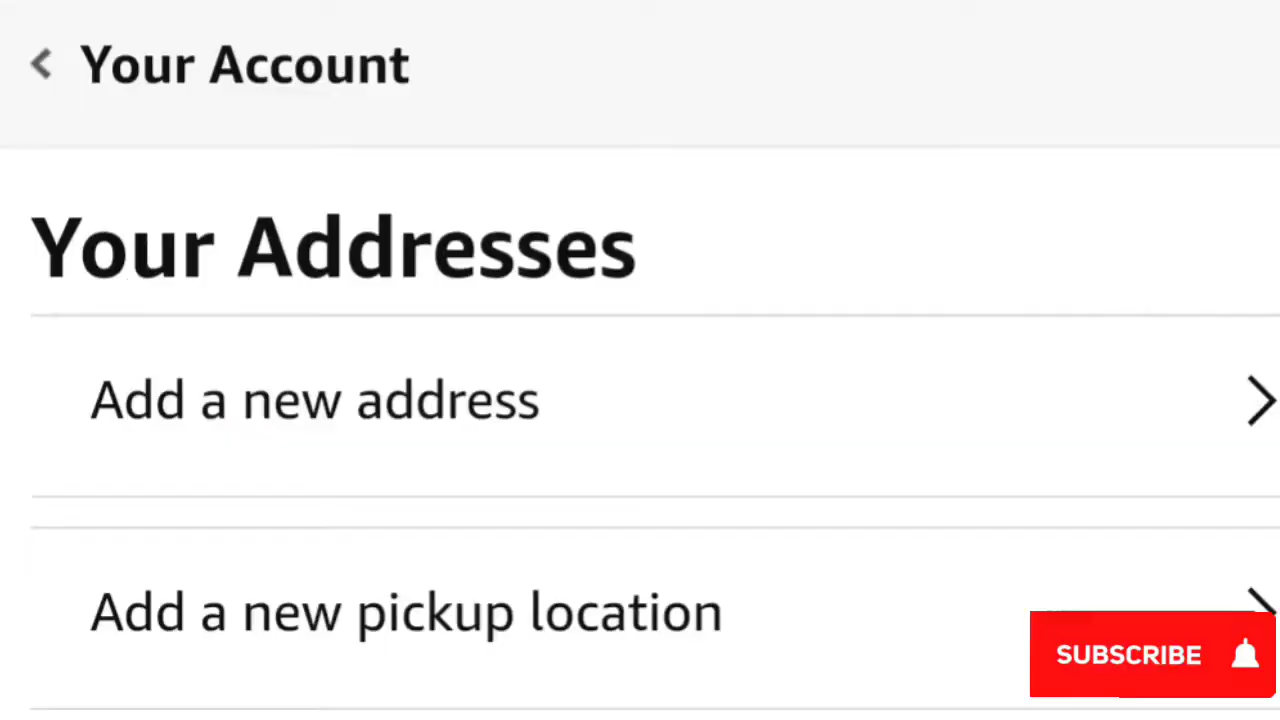 Your Account
Your Addresses
Add a new address
Add a new pickup location
SUBSCRIBE